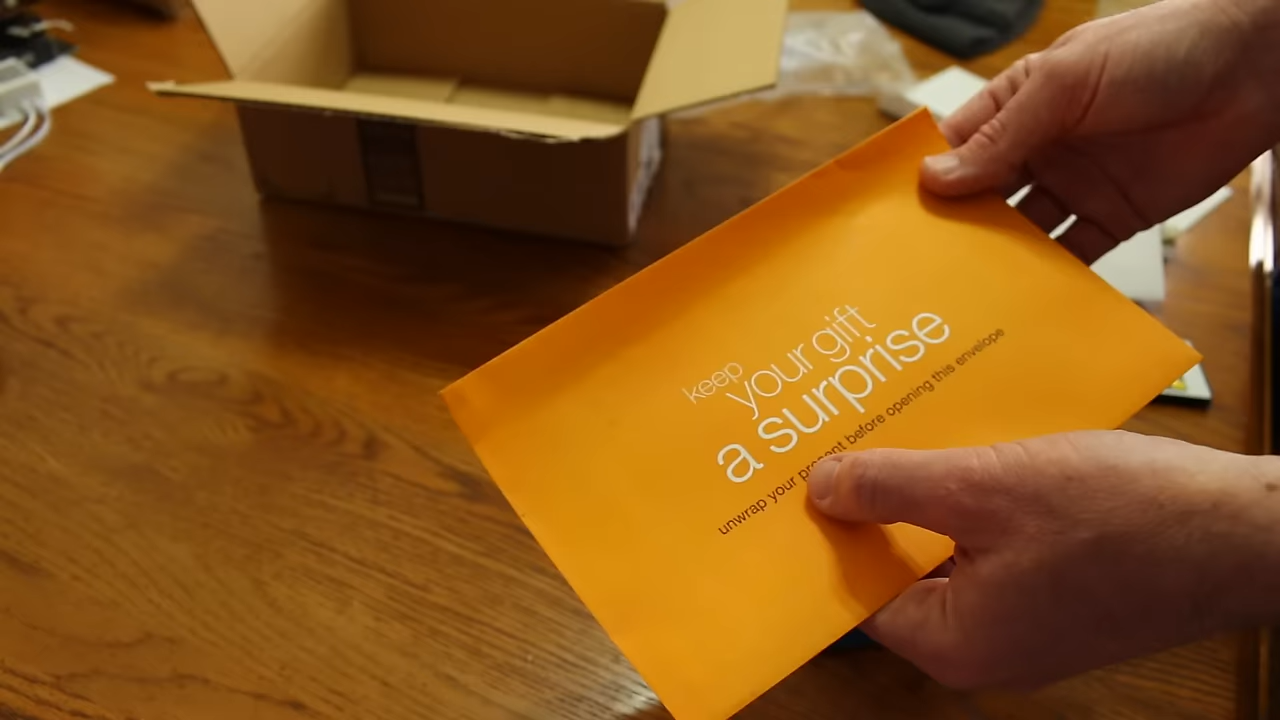 keep
your gift
a surprise
unwrap your present before opening this envelope